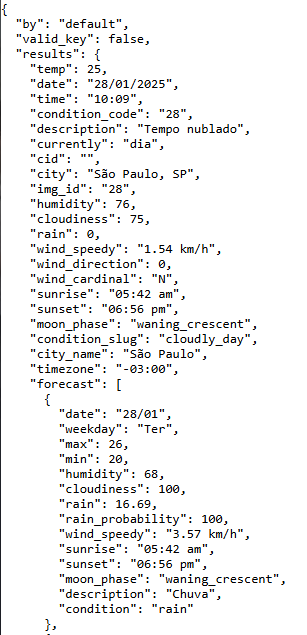 {
"by": "default",
"valid_key": false,
"results": {
"temp": 25,
"date": "28/01/2025",
"time": "10:09",
"condition_code": "28",
"description": "Tempo nublado",
"currently": "dia",
"cid": "",
"city": "São Paulo, SP",
"img_id": "28",
"humidity": 76,
"cloudiness": 75,
"rain": 0,
"wind_speedy": "1.54 km/h",
"wind_direction": 0,
"wind_cardinal": "N",
"sunrise": "05:42 am",
"sunset": "06:56 pm",
"moon_phase": "waning_crescent",
"condition_slug": "cloudly_day",
"city_name": "São Paulo",
"timezone": "-03:00",
"forecast": [
{
"date": "28/01",
"weekday": "Ter",
"max": 26,
"min": 20,
"humidity": 68,
"cloudiness": 100,
"rain": 16.69,
"rain_probability": 100,
"wind_speedy": "3.57 km/h",
"sunrise": "05:42 am",
"sunset": "06:56 pm",
"moon_phase": "waning_crescent",
"description": "Chuva",
"condition": "rain"
},